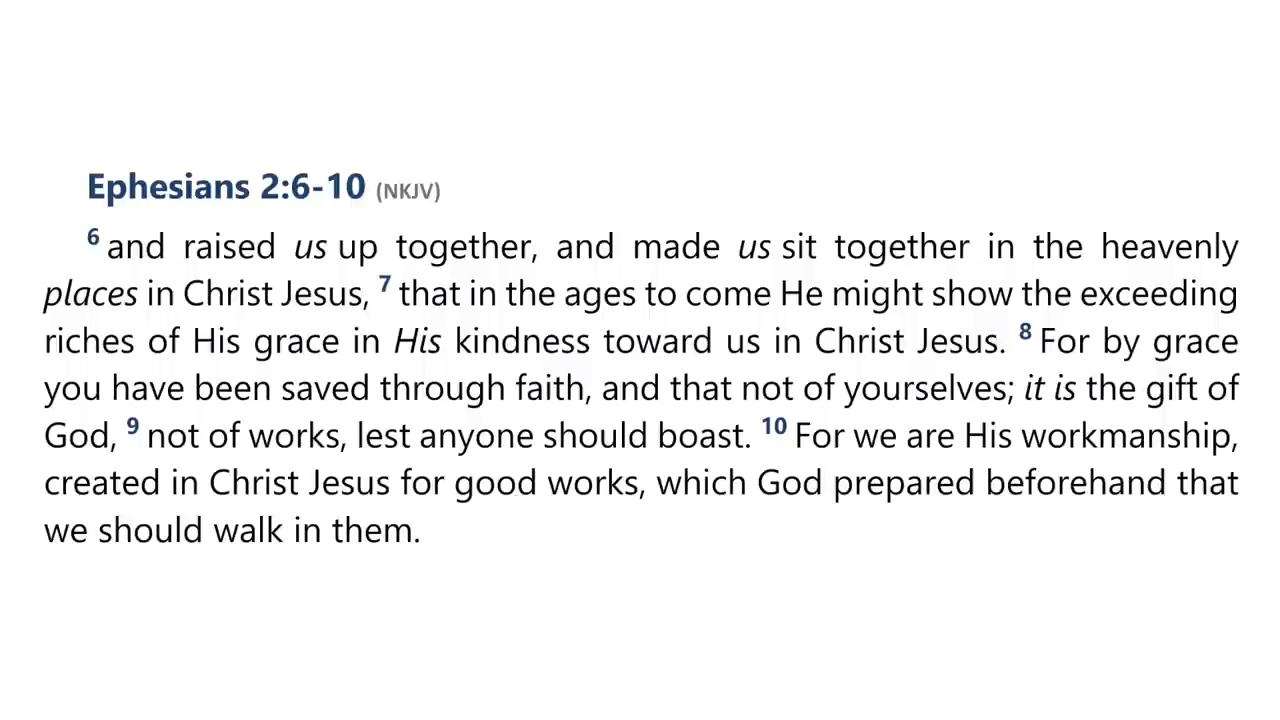 Ephesians 2:6-10 (NKJV)
6 and raised us up together, and made us sit together in the heavenly
places in Christ Jesus, 7 that in the ages to come He might show the exceeding
riches of His grace in His kindness toward us in Christ Jesus. 8 For by grace
you have been saved through faith, and that not of yourselves; it is the gift of
God, 9 not of works, lest anyone should boast. 10 For we are His workmanship,
created in Christ Jesus for good works, which God prepared beforehand that
we should walk in them.